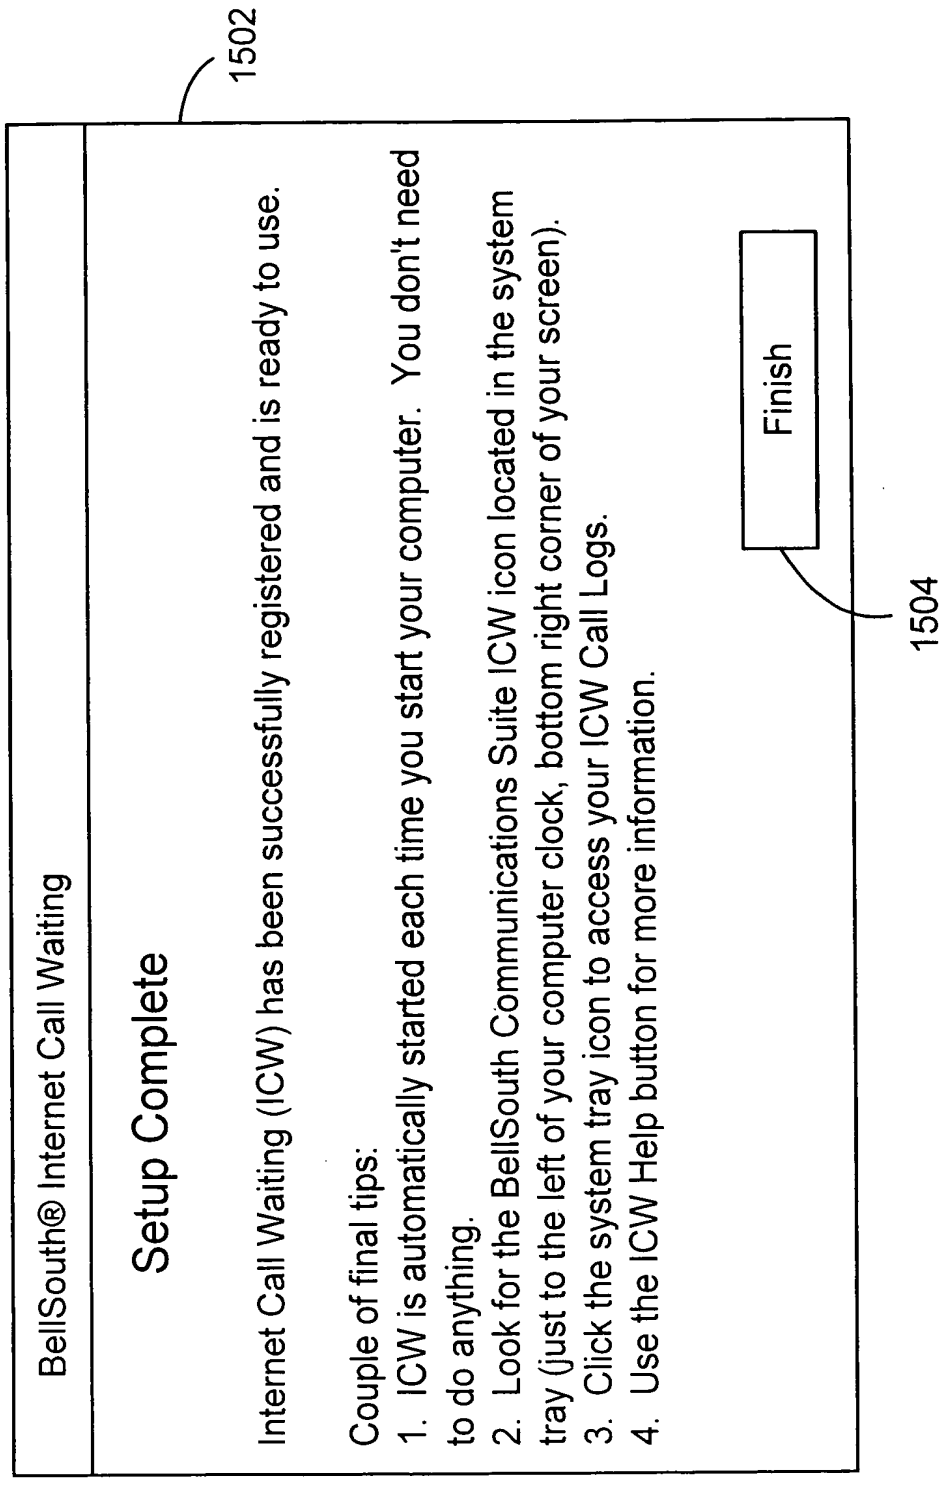 BellSouth® Internet Call Waiting
1502
Setup Complete
Internet Call Waiting (ICW) has been successfully registered and is ready to use.
Couple of final tips:
1. ICW is automatically started each time you start your computer. You don't need
to do anything.
2. Look for the BellSouth Communications Suite ICW icon located in the system
tray (just to the left of your computer clock, bottom right corner of your screen).
3. Click the system tray icon to access your ICW Call Logs.
4. Use the ICW Help button for more information.
Finish
1504